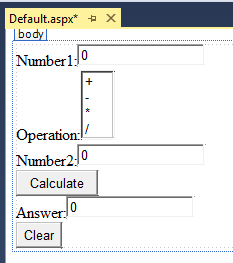 Default.aspx*
body
Number1: 0
+
-
*
/
Operation:
Number2: 0
Calculate
Answer: 0
Clear